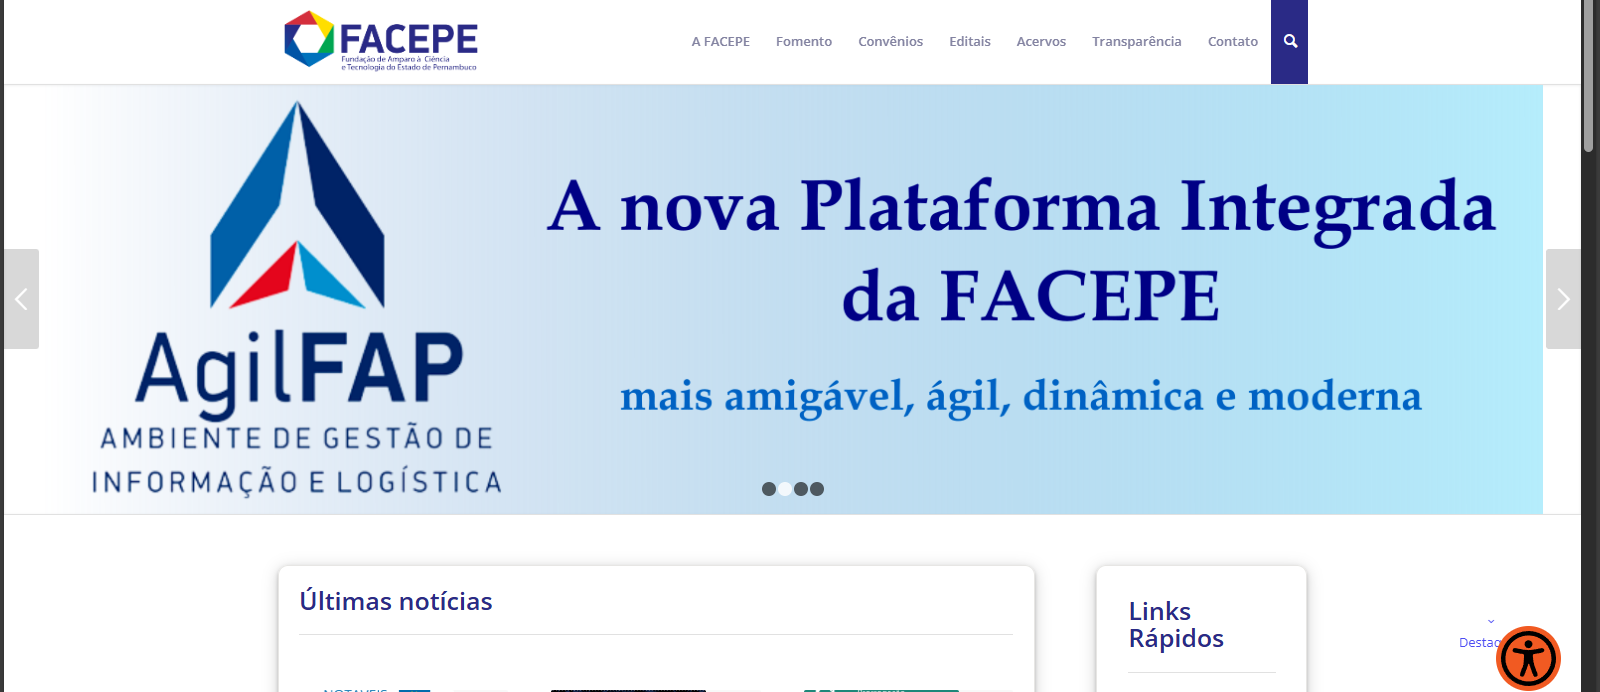 FACEPE
Fundação de Amparo à Ciência
e Tecnologia do Estado de Pernambuco
A FACEPE Fomento Convênios Editais Acervos Transparência Contato
AgilFAP
AMBIENTE DE GESTÃO DE
INFORMAÇÃO E LOGÍSTICA
A nova Plataforma Integrada
da FACEPE
mais amigável, ágil, dinâmica e moderna
Últimas notícias
Links
Rápidos